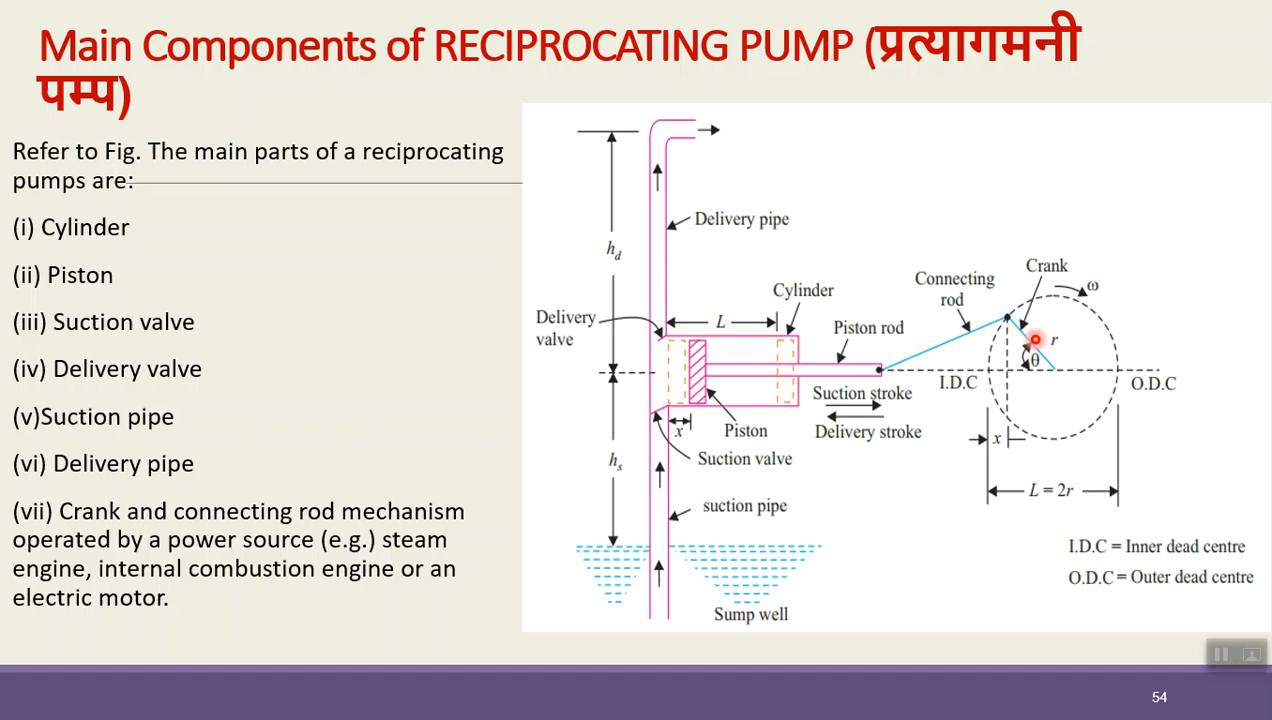 Main Components of RECIPROCATING PUMP (प्रत्यागमनी
पम्प)
Refer to Fig. The main parts of a reciprocating
pumps are:
(i) Cylinder
(ii) Piston
(iii) Suction valve
(iv) Delivery valve
(v)Suction pipe
(vi) Delivery pipe
(vii) Crank and connecting rod mechanism
operated by a power source (e.g.) steam
engine, internal combustion engine or an
electric motor.
Delivery pipe
h_d
Crank
Connecting
rod
ω
Cylinder
Delivery
valve
L
Piston rod
r
θ
I.D.C
O.D.C
Suction stroke
Delivery stroke
x
Piston
x
Suction valve
h_s
L = 2r
suction pipe
I.D.C = Inner dead centre
O.D.C = Outer dead centre
Sump well
54